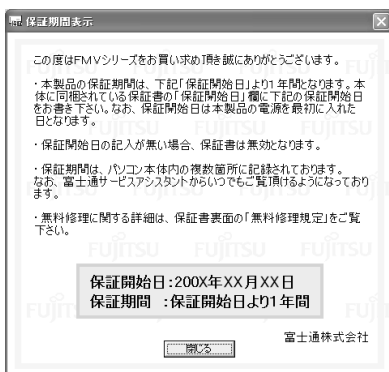 保証期間表示
この度はFMVシリーズをお買い求め頂き誠にありがとうございます。
・本製品の保証期間は、下記「保証開始日」より1年間となります。本
体に同梱されている保証書の「保証開始日」欄に下記の保証開始日
をお書き下さい。なお、保証開始日は本製品の電源を最初に入れた
日となります。
・保証開始日の記入が無い場合、保証書は無効となります。
・保証期間は、パソコン本体内の複数箇所に記録されております。
なお、富士通サービスアシスタントからいつでもご覧頂けるようになっており
ます。
・無料修理に関する詳細は、保証書裏面の「無料修理規定」をご覧
下さい。
保証開始日:200X年XX月XX日
保証期間 :保証開始日より1年間
閉じる
富士通株式会社